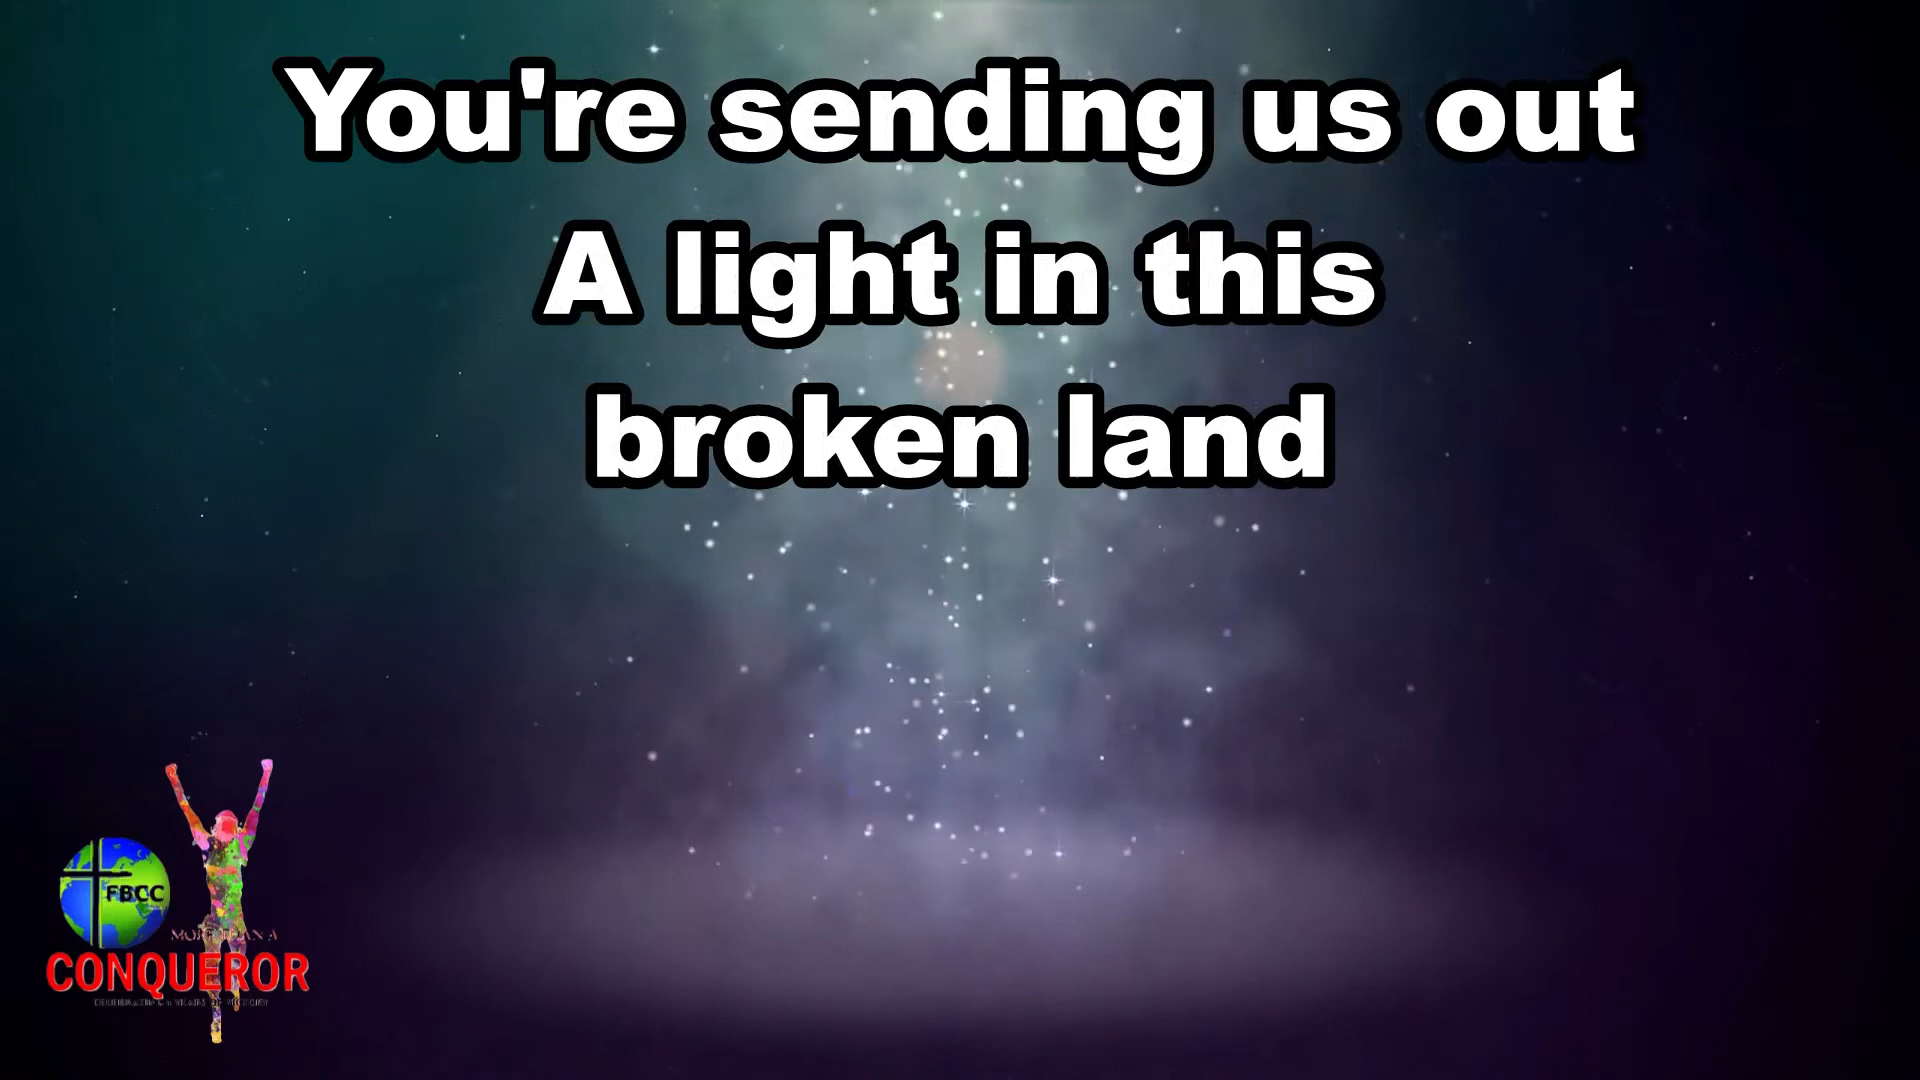 You're sending us out
A light in this
broken land
FBCC
MORE THAN A
CONQUEROR